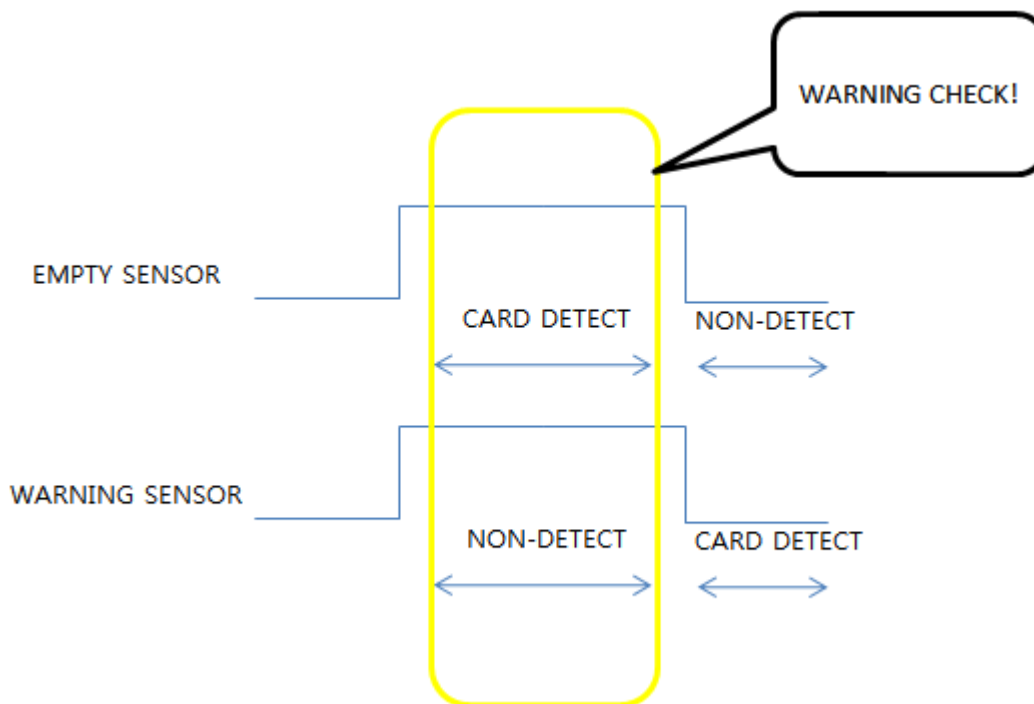 WARNING CHECK!
EMPTY SENSOR
CARD DETECT
NON-DETECT
WARNING SENSOR
NON-DETECT
CARD DETECT